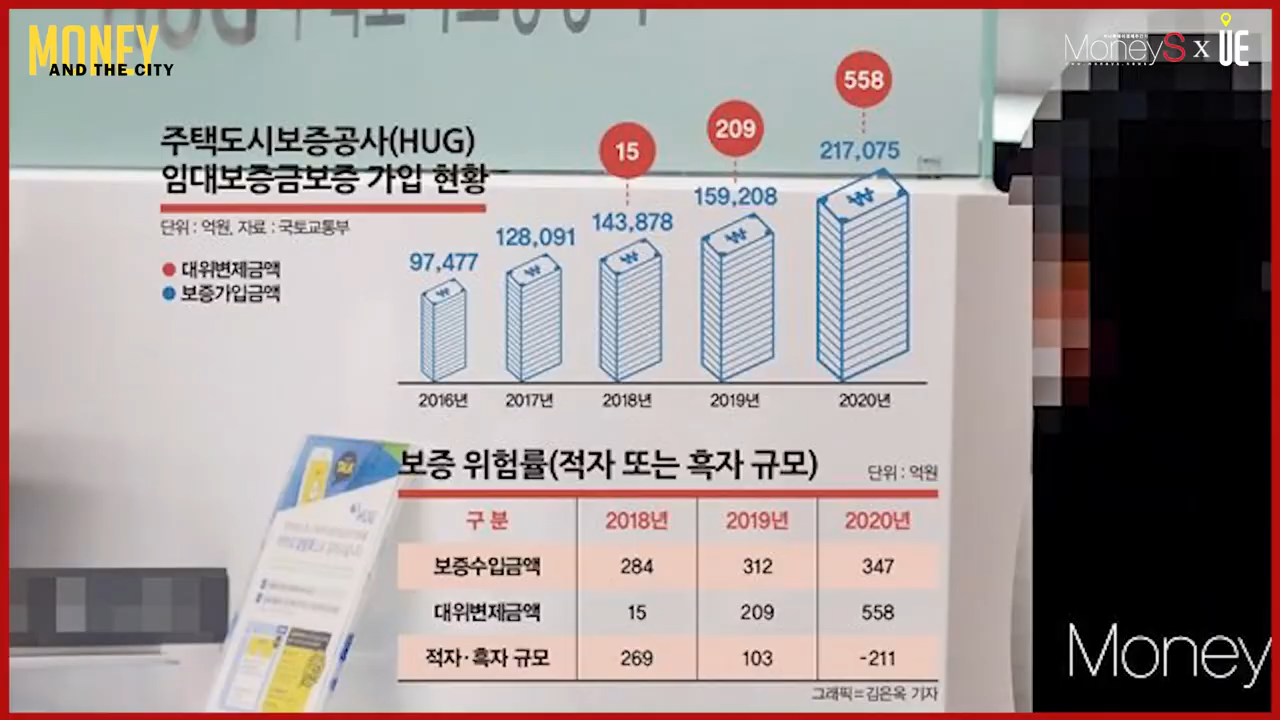 MONEY
AND THE CITY
MoneyS X UE
주택도시보증공사(HUG)
임대보증금보증 가입 현황
단위 : 억원, 자료 : 국토교통부
대위변제금액
보증가입금액
15
209
558
97,477
128,091
143,878
159,208
217,075
2016년
2017년
2018년
2019년
2020년
보증 위험률(적자 또는 흑자 규모)
단위 : 억원
구 분 2018년 2019년 2020년
보증수입금액 284 312 347
대위변제금액 15 209 558
적자·흑자 규모 269 103 -211
그래픽=김은옥 기자
Money